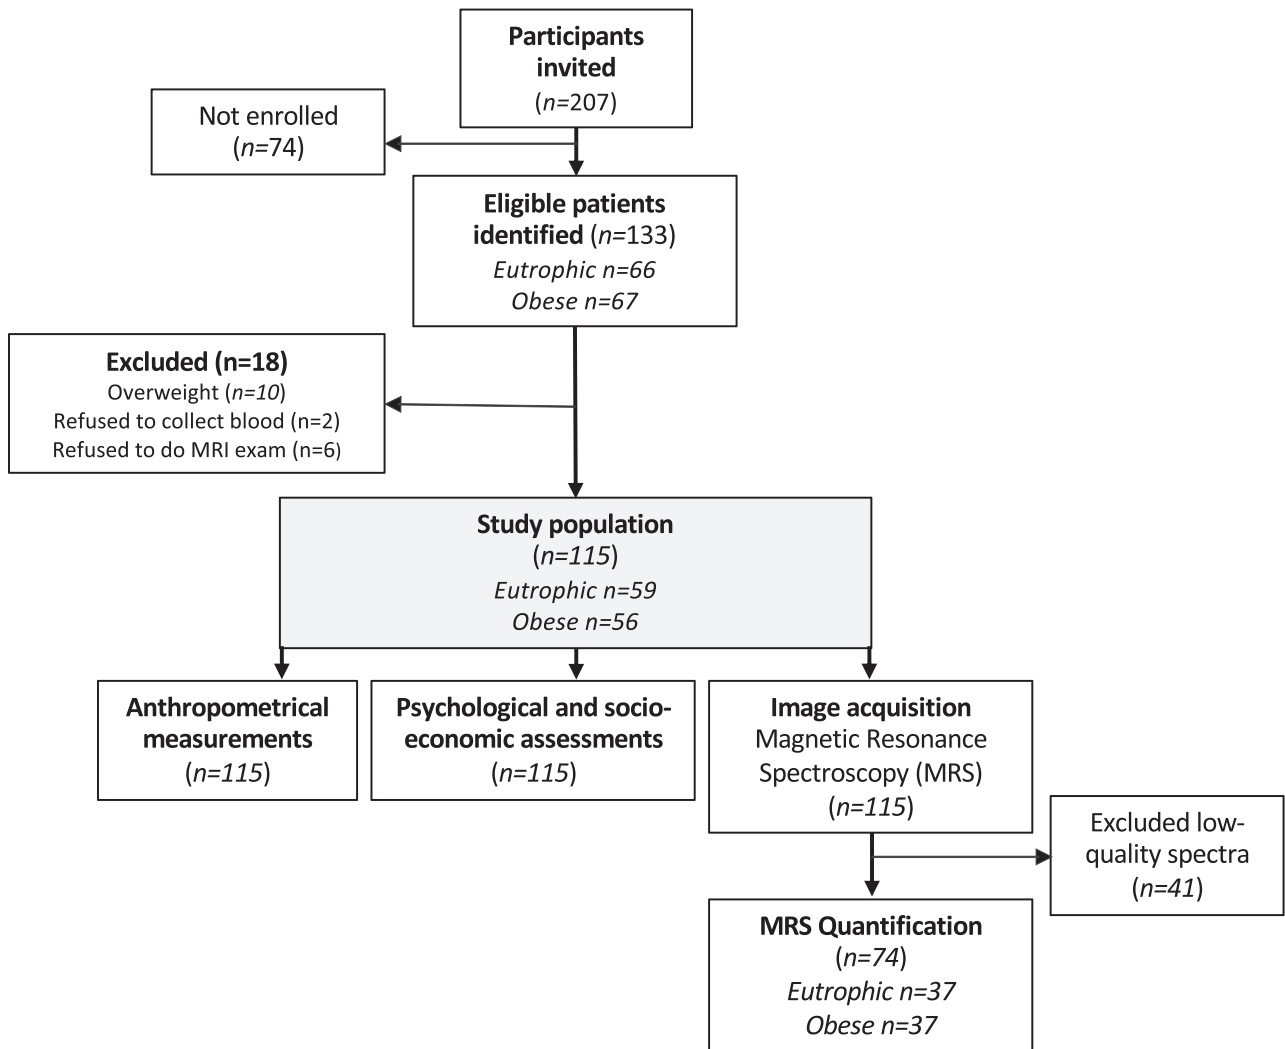 Participants
invited
(n=207)
Not enrolled
(n=74)
Eligible patients
identified (n=133)
Eutrophic n=66
Obese n=67
Excluded (n=18)
Overweight (n=10)
Refused to collect blood (n=2)
Refused to do MRI exam (n=6)
Study population
(n=115)
Eutrophic n=59
Obese n=56
Anthropometrical
measurements
(n=115)
Psychological and socio-
economic assessments
(n=115)
Image acquisition
Magnetic Resonance
Spectroscopy (MRS)
(n=115)
Excluded low-
quality spectra
(n=41)
MRS Quantification
(n=74)
Eutrophic n=37
Obese n=37